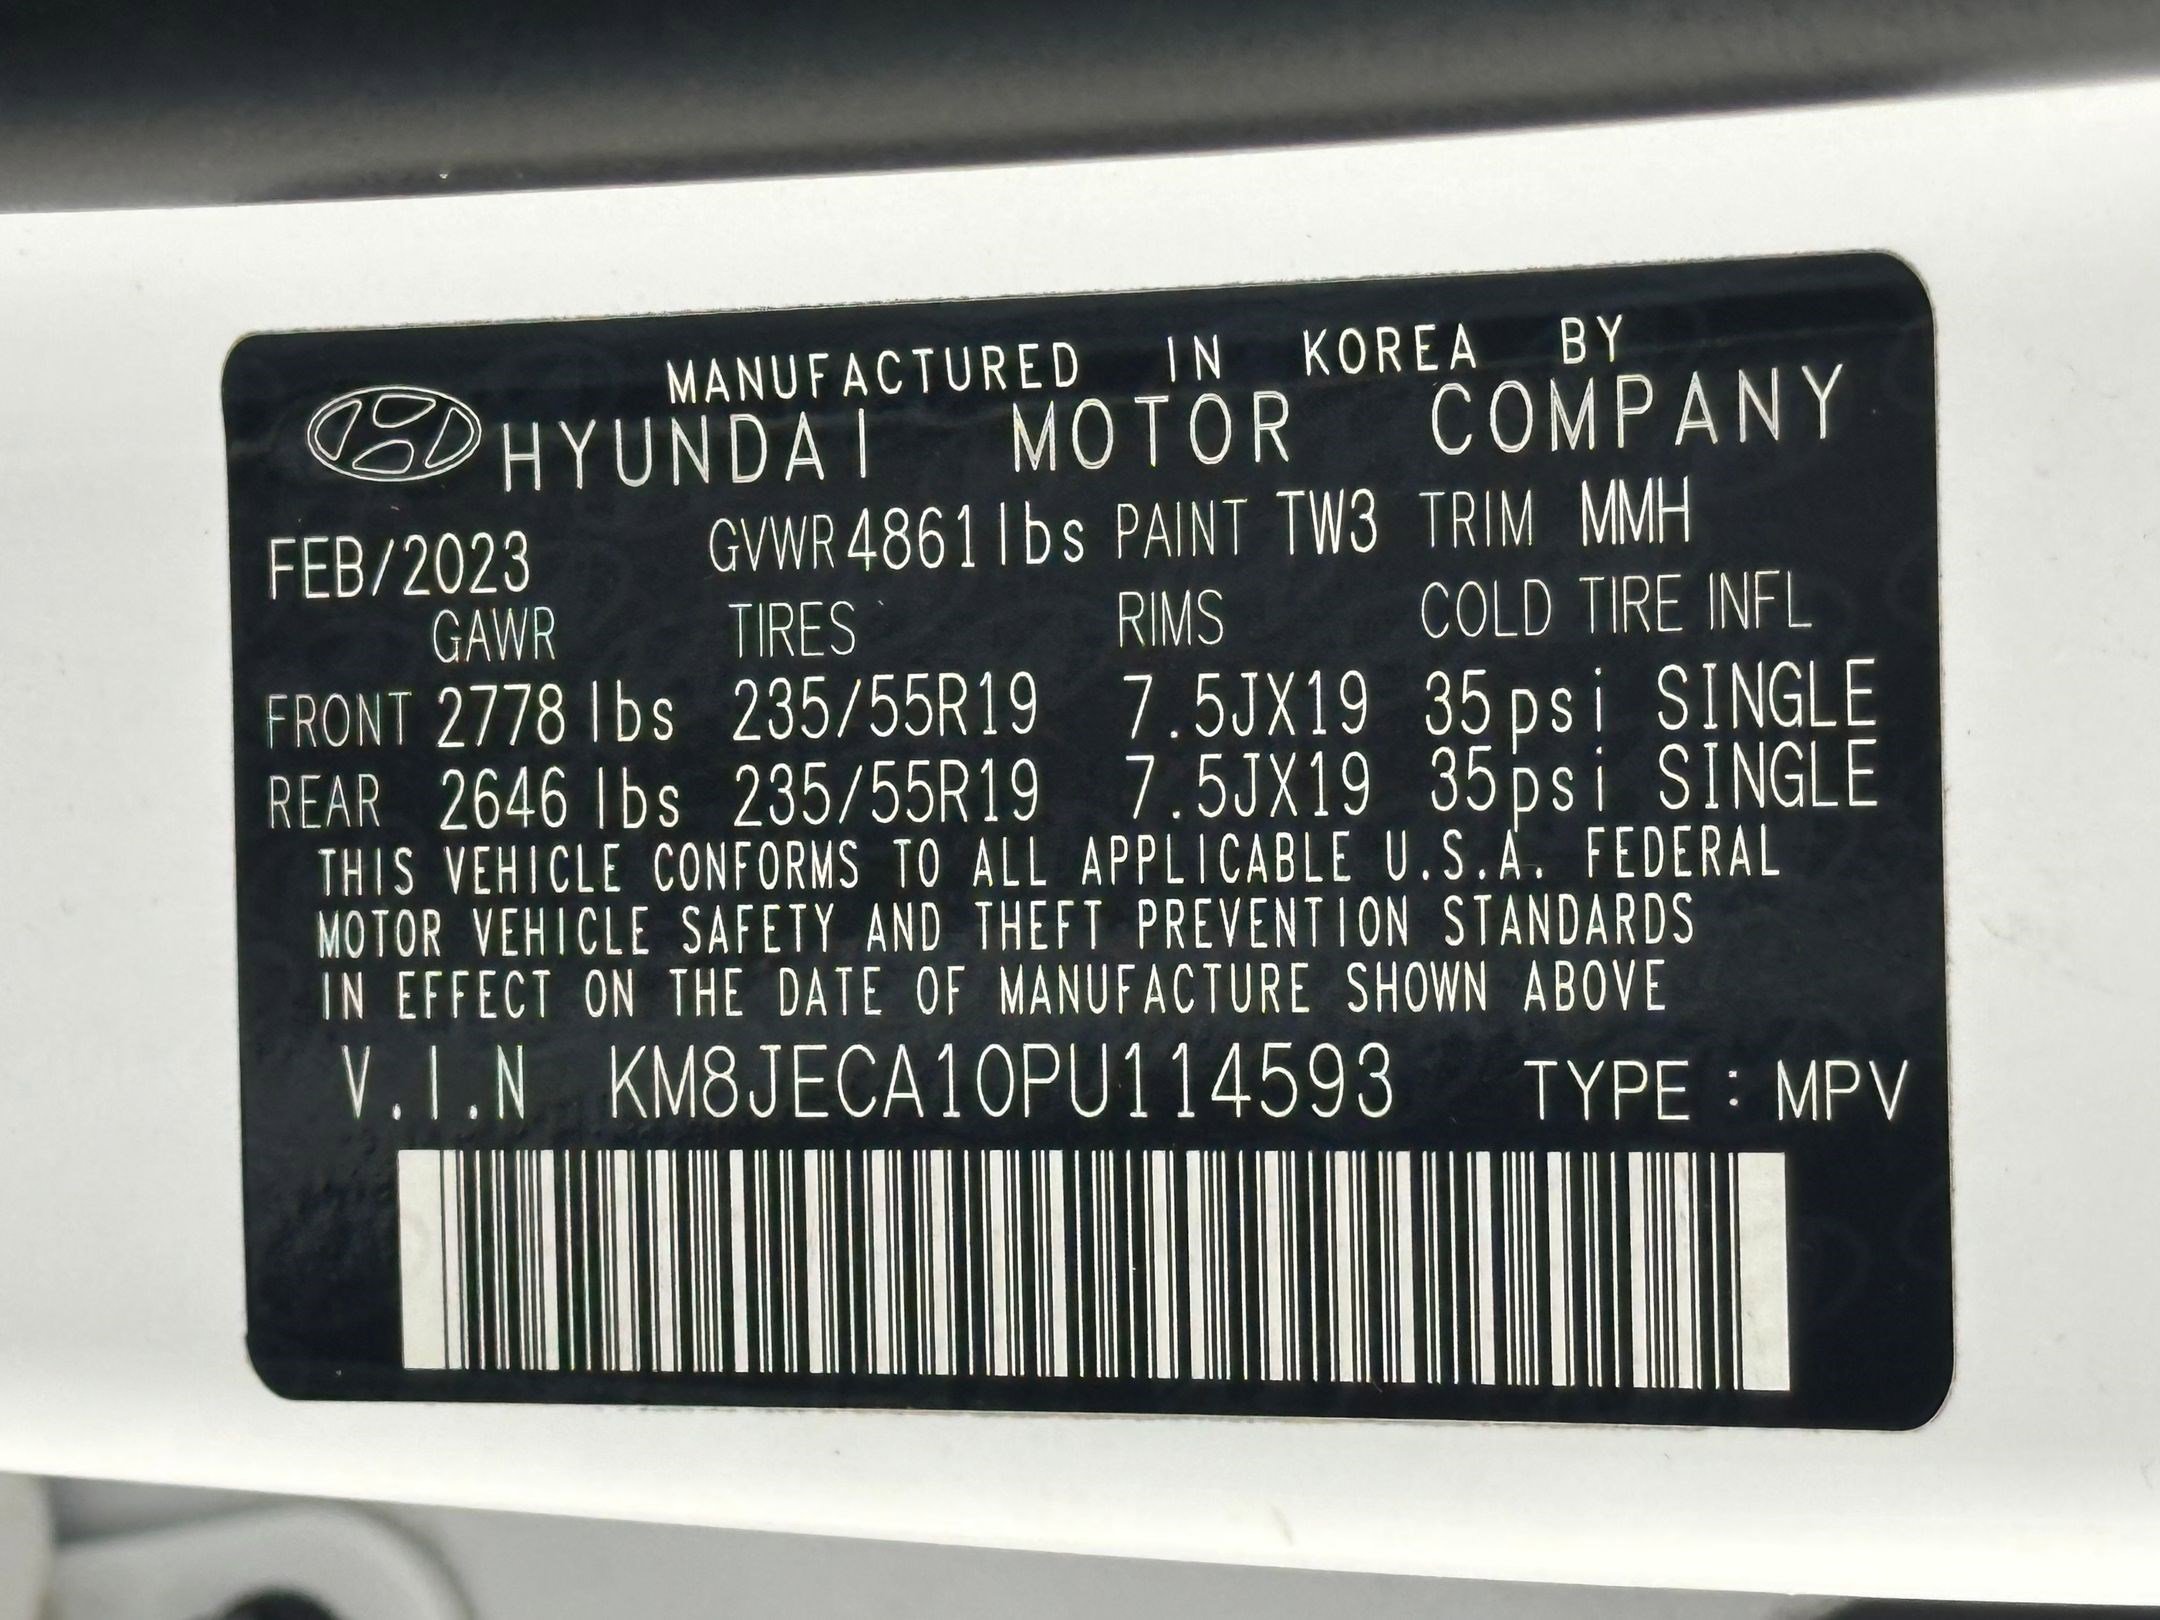 MANUFACTURED IN KOREA BY
HYUNDAI MOTOR COMPANY
FEB/2023 GVWR 4861 lbs PAINT TW3 TRIM MMH
GAWR TIRES RIMS COLD TIRE INFL
FRONT 2778 lbs 235/55R19 7.5JX19 35psi SINGLE
REAR 2646 lbs 235/55R19 7.5JX19 35psi SINGLE
THIS VEHICLE CONFORMS TO ALL APPLICABLE U.S.A. FEDERAL
MOTOR VEHICLE SAFETY AND THEFT PREVENTION STANDARDS
IN EFFECT ON THE DATE OF MANUFACTURE SHOWN ABOVE
V.I.N KM8JECA10PU114593 TYPE : MPV